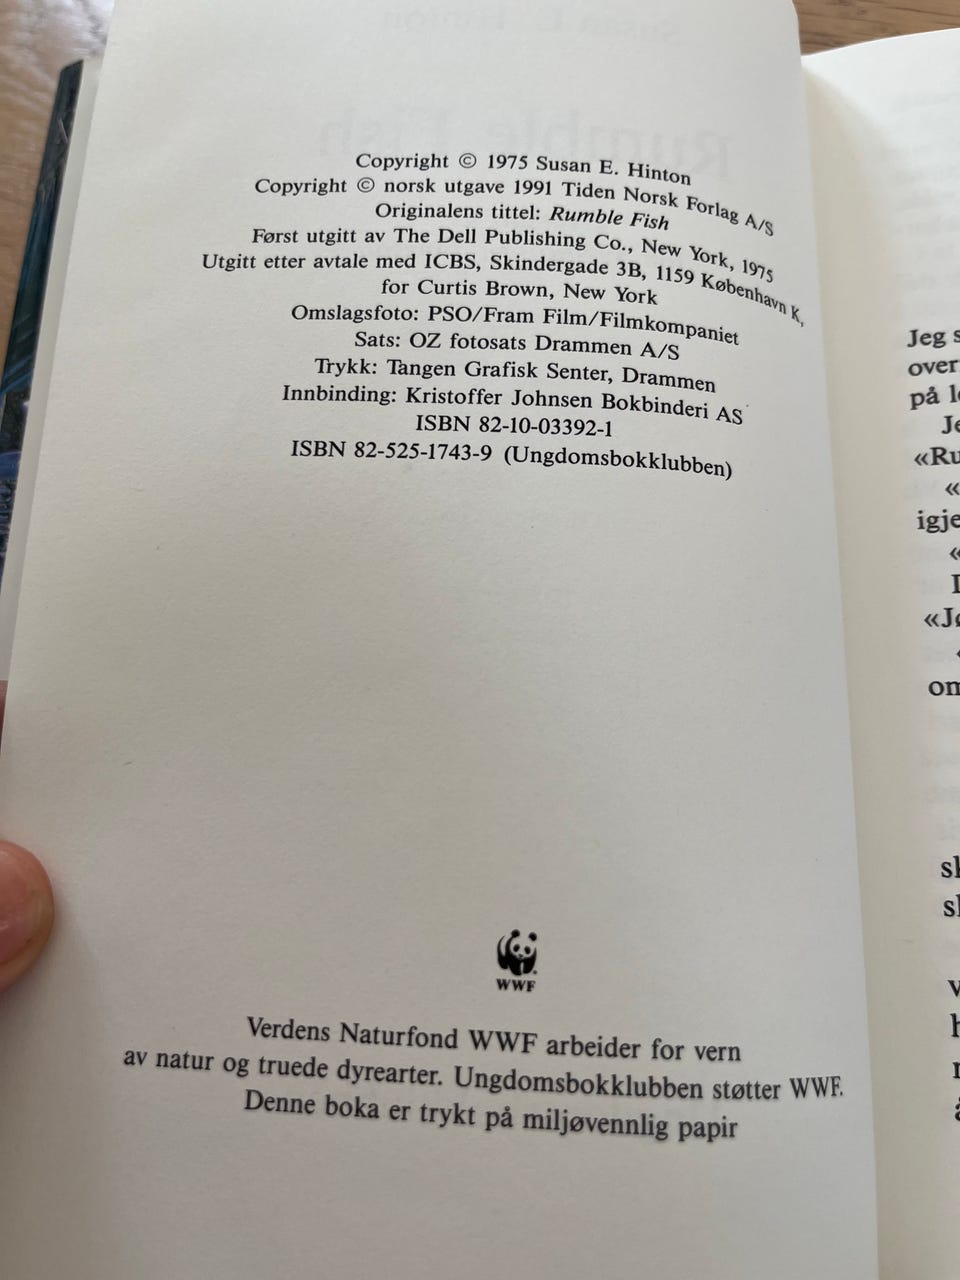 Copyright © 1975 Susan E. Hinton
Copyright © norsk utgave 1991 Tiden Norsk Forlag A/S
Originalens tittel: Rumble Fish
Først utgitt av The Dell Publishing Co., New York, 1975
Utgitt etter avtale med ICBS, Skindergade 3B, 1159 København K,
for Curtis Brown, New York
Omslagsfoto: PSO/Fram Film/Filmkompaniet
Sats: OZ fotosats Drammen A/S
Trykk: Tangen Grafisk Senter, Drammen
Innbinding: Kristoffer Johnsen Bokbinderi AS
ISBN 82-10-03392-1
ISBN 82-525-1743-9 (Ungdomsbokklubben)
WWF
Verdens Naturfond WWF arbeider for vern
av natur og truede dyrearter. Ungdomsbokklubben støtter WWF.
Denne boka er trykt på miljøvennlig papir
Jeg
over
på